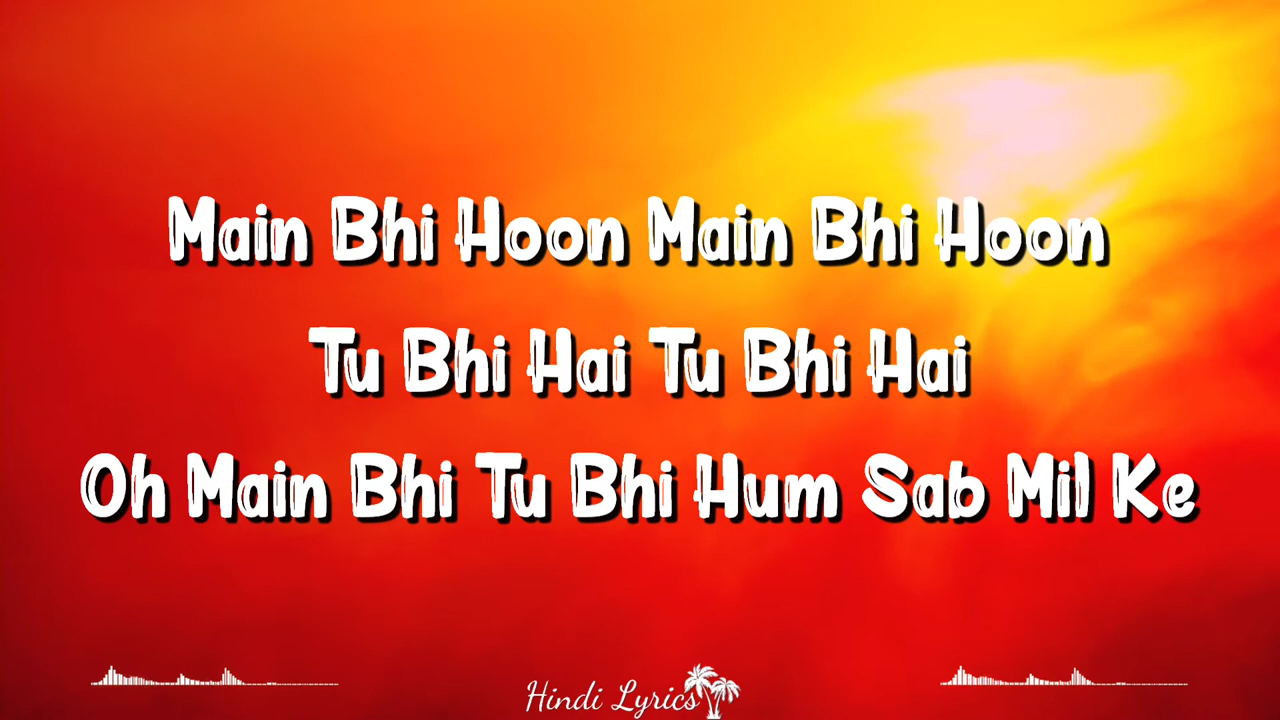 Main Bhi Hoon Main Bhi Hoon
Tu Bhi Hai Tu Bhi Hai
Oh Main Bhi Tu Bhi Hum Sab Mil Ke
Hindi Lyrics